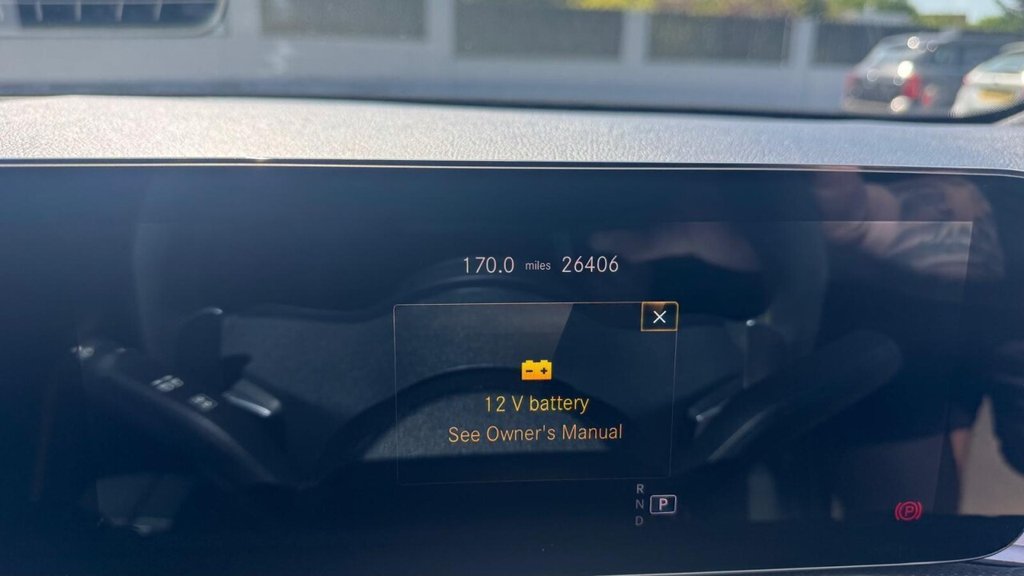 170.0 miles 26406
12 V battery
See Owner's Manual
R
N P
D
P